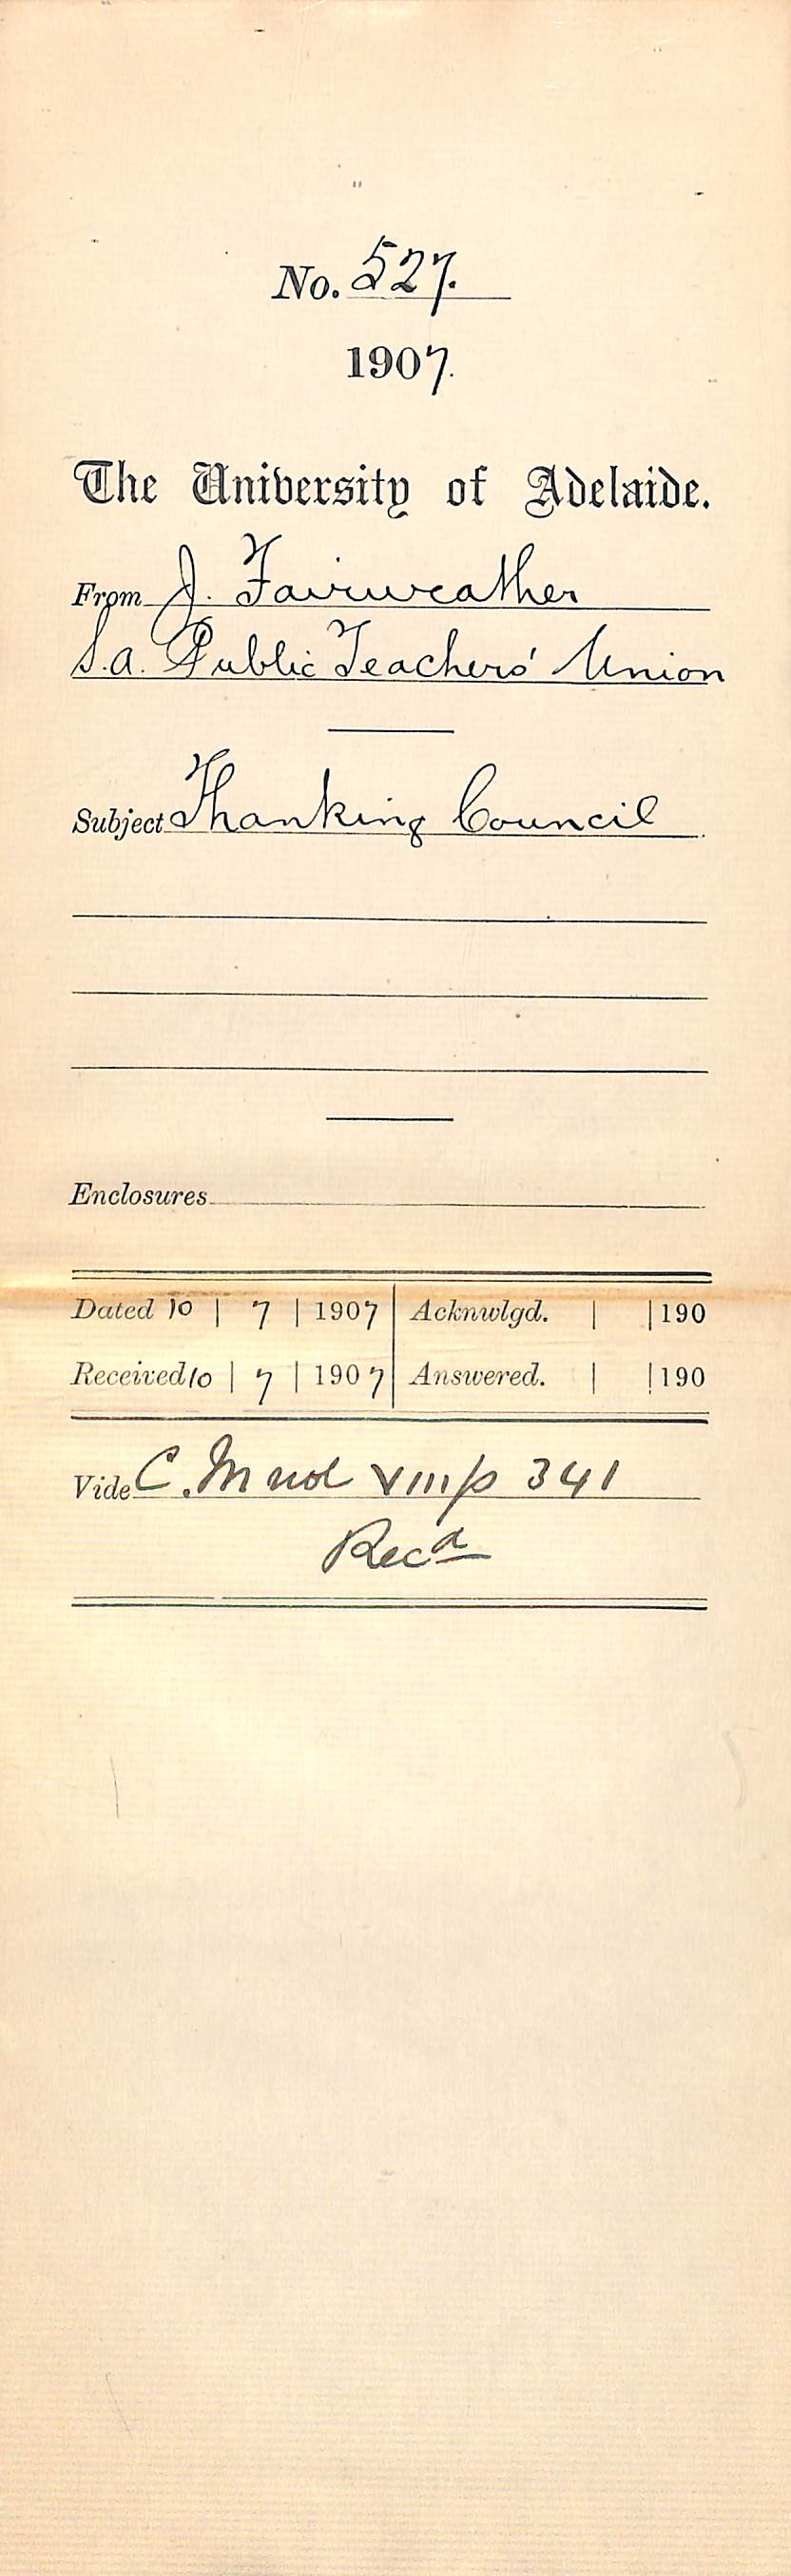 No. 527.
1907.
The University of Adelaide.
From J. Fairweather
S.a. Public Teachers' Union
Subject Thanking Council
Enclosures
Dated 10 | 7 | 1907 Acknwlgd. | | 190
Received 10 | 7 | 1907 Answered. | | 190
Vide C. M vol VIII p 341
Recd